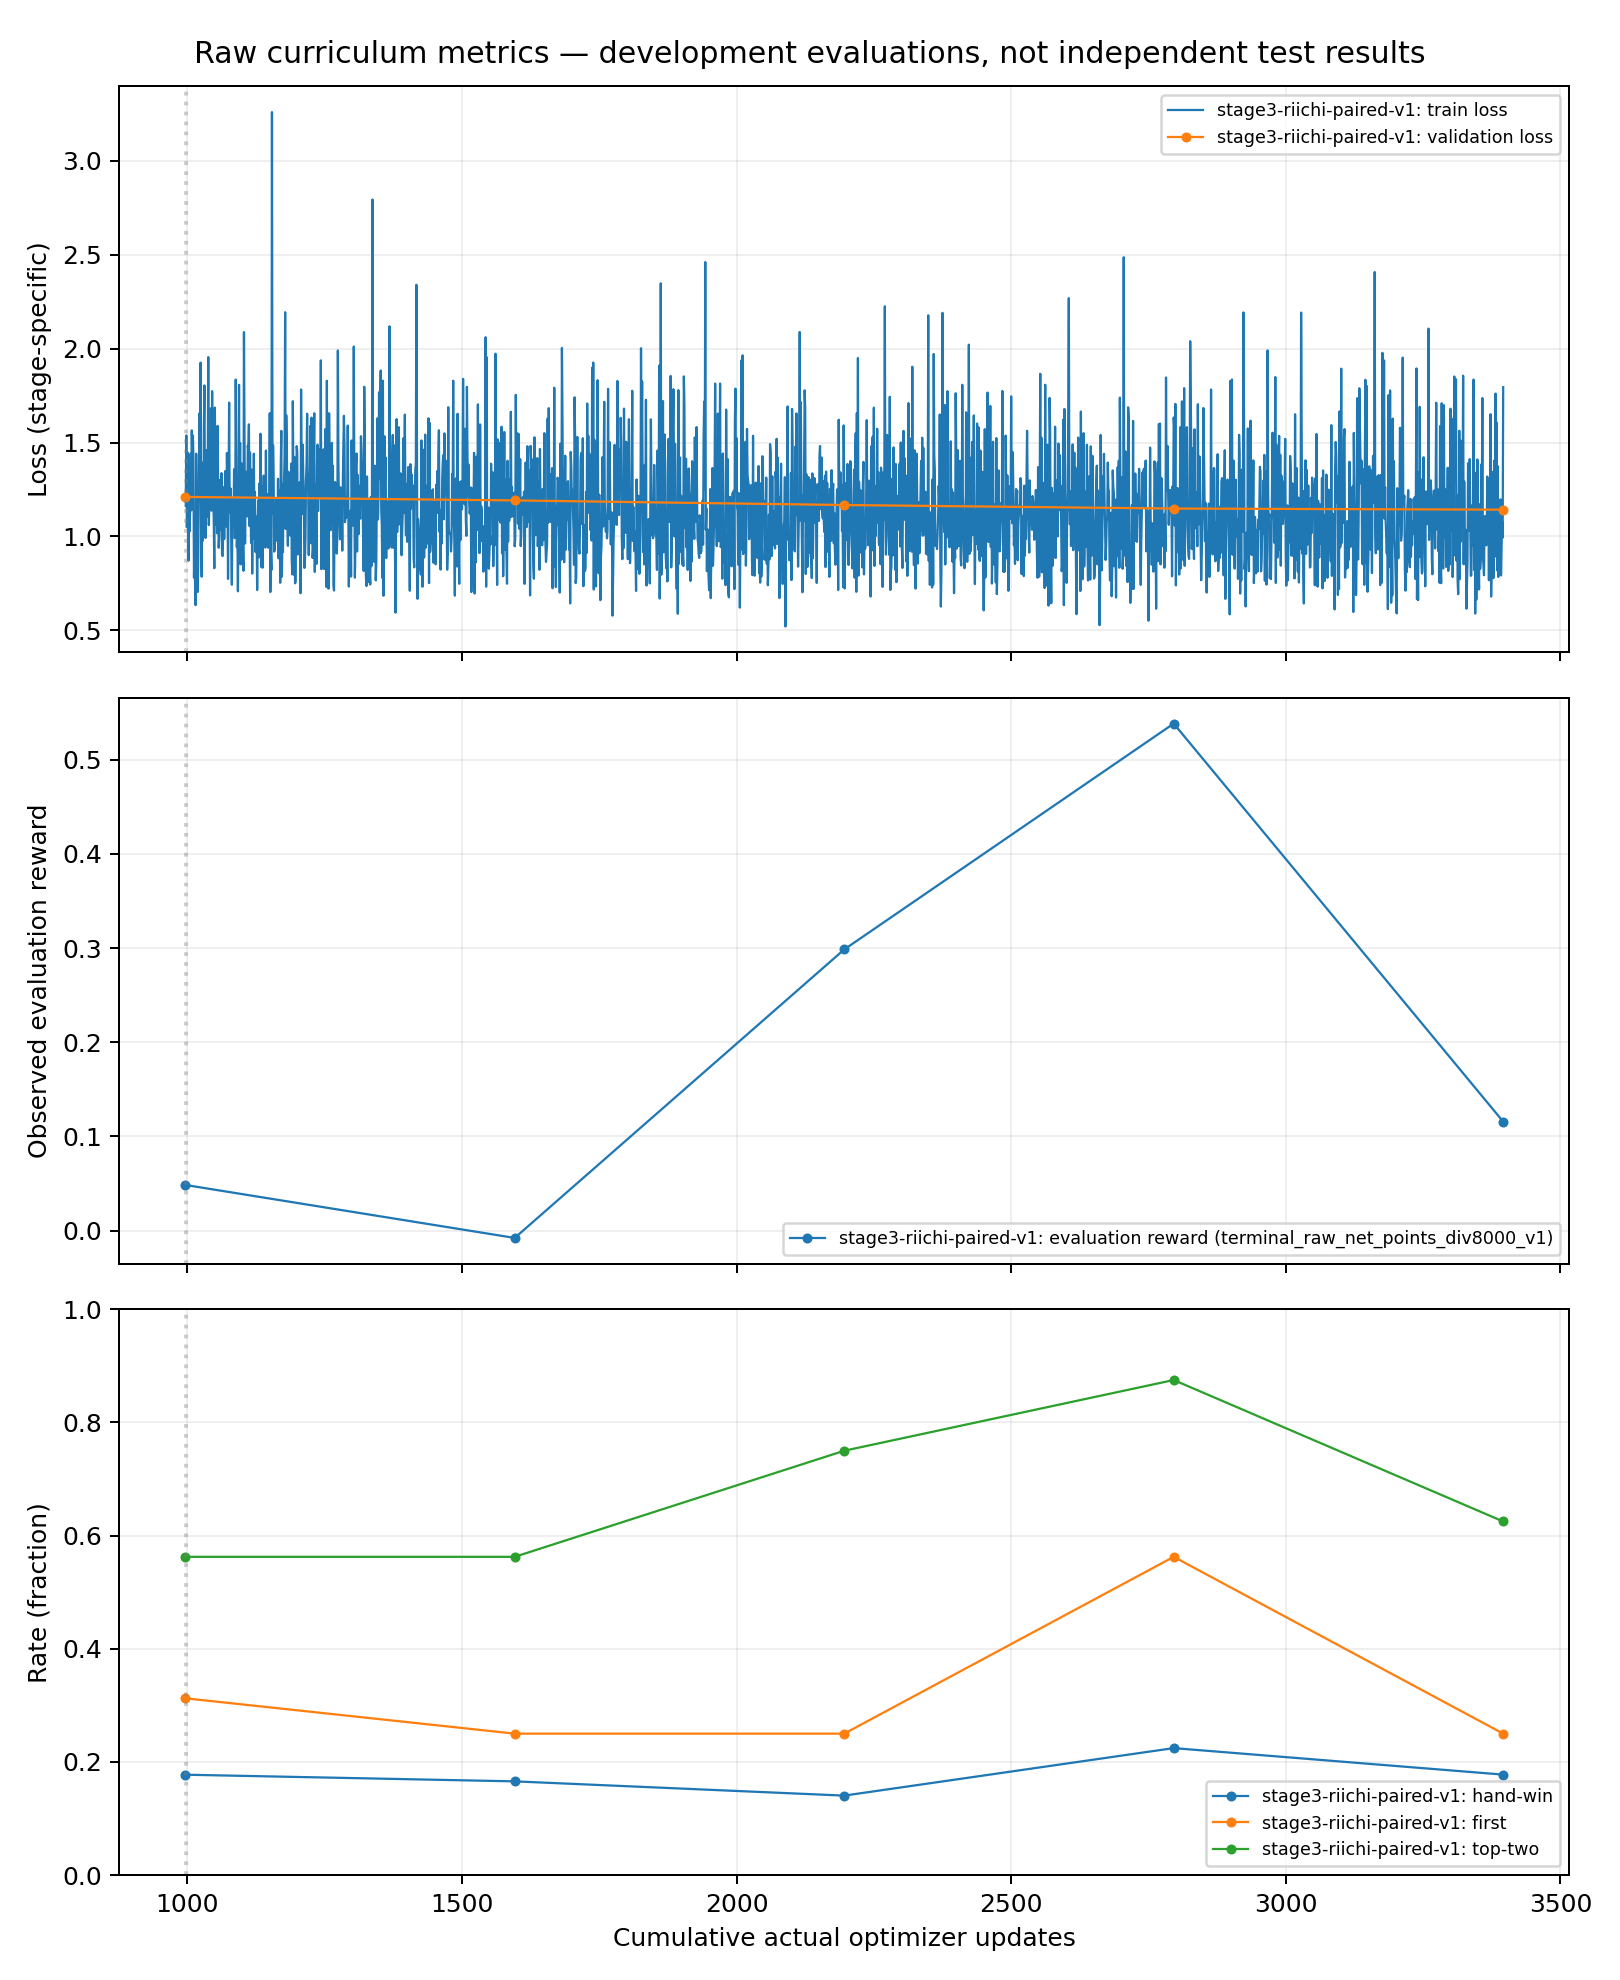 Raw curriculum metrics — development evaluations, not independent test results
Loss (stage-specific)
3.0
2.5
2.0
1.5
1.0
0.5
stage3-riichi-paired-v1: train loss
stage3-riichi-paired-v1: validation loss
Observed evaluation reward
0.5
0.4
0.3
0.2
0.1
0.0
stage3-riichi-paired-v1: evaluation reward (terminal_raw_net_points_div8000_v1)
Rate (fraction)
1.0
0.8
0.6
0.4
0.2
0.0
stage3-riichi-paired-v1: hand-win
stage3-riichi-paired-v1: first
stage3-riichi-paired-v1: top-two
1000 1500 2000 2500 3000 3500
Cumulative actual optimizer updates